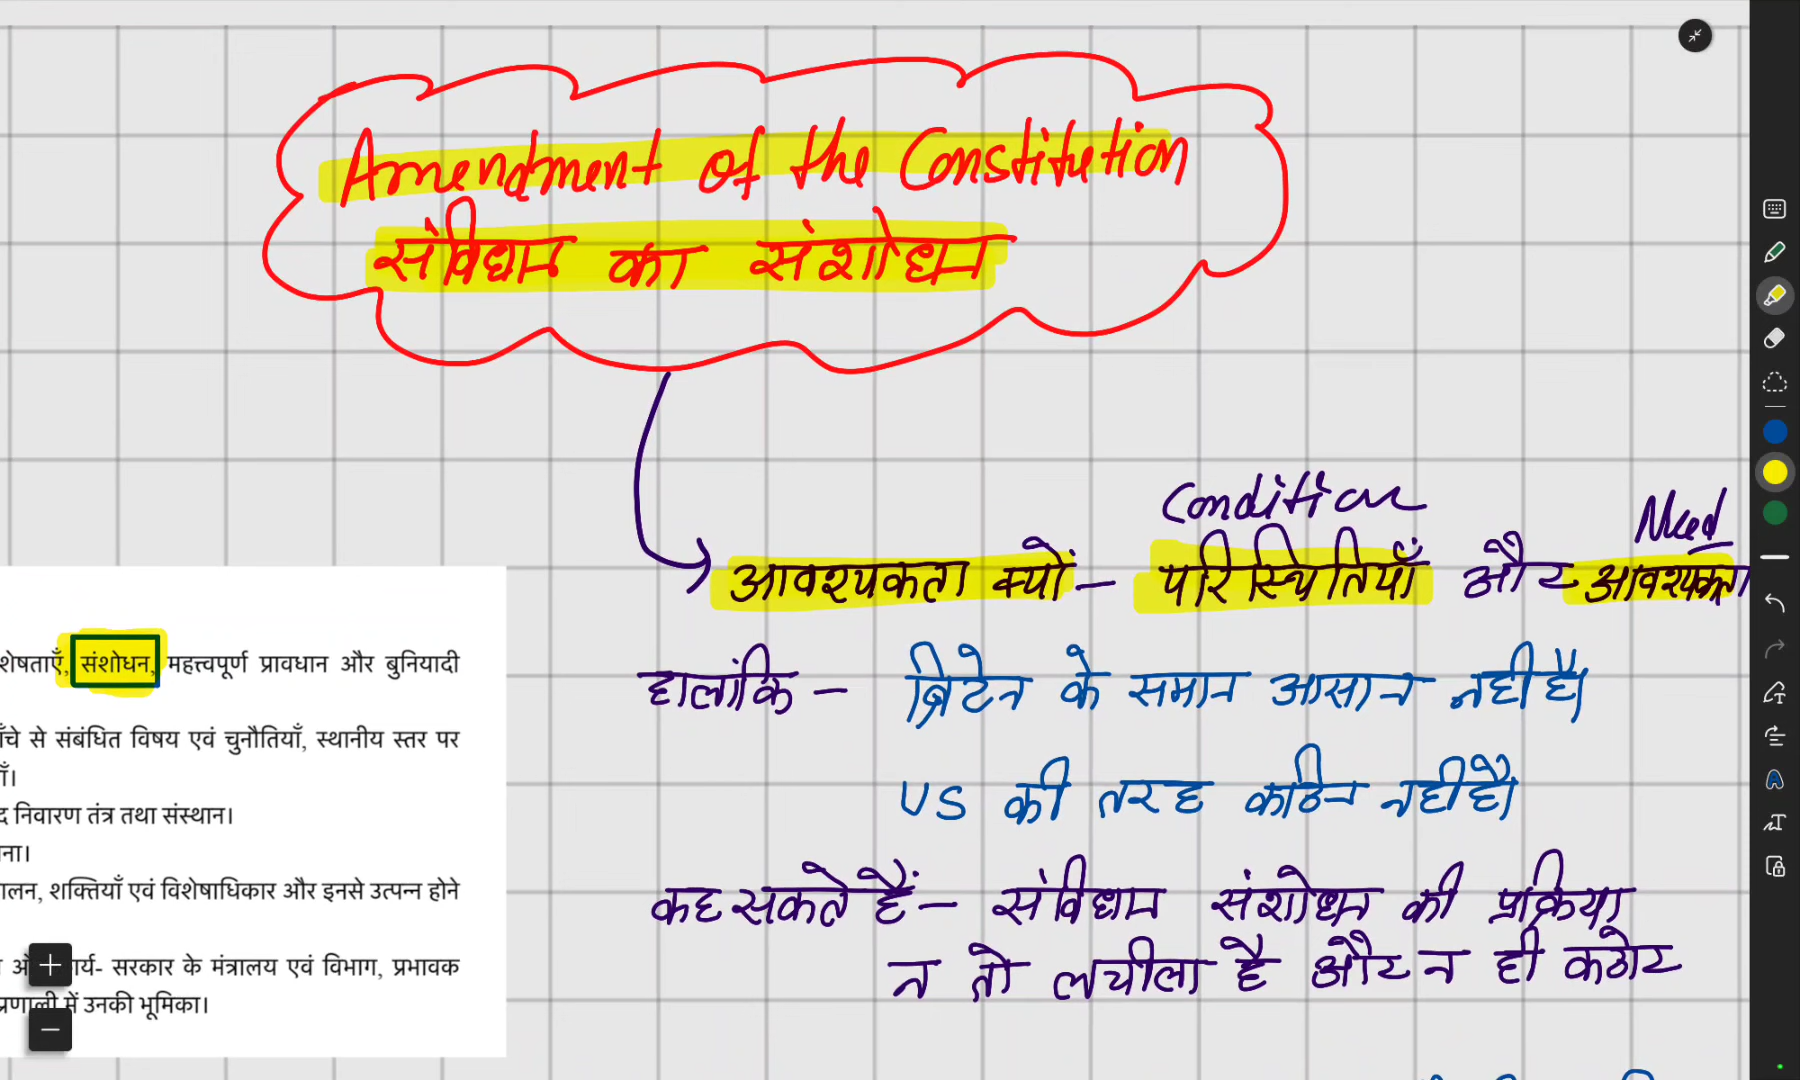 Amendment of the Constitution
संविधान का संशोधन
Condition
Need
आवश्यकता क्यों – परिस्थितियाँ और आवश्यकता
हालांकि – ब्रिटेन के समान आसान नहीं है।
US की तरह कठिन नहीं है।
कह सकते हैं – संविधान संशोधन की प्रक्रिया
न तो लचीला है और न ही कठोर
शेषताएँ, संशोधन, महत्त्वपूर्ण प्रावधान और बुनियादी
ाँचे से संबंधित विषय एवं चुनौतियाँ, स्थानीय स्तर पर
ाँ।
द निवारण तंत्र तथा संस्थान।
ना।
ालन, शक्तियाँ एवं विशेषाधिकार और इनसे उत्पन्न होने
र्य- सरकार के मंत्रालय एवं विभाग, प्रभावक
प्रणाली में उनकी भूमिका।